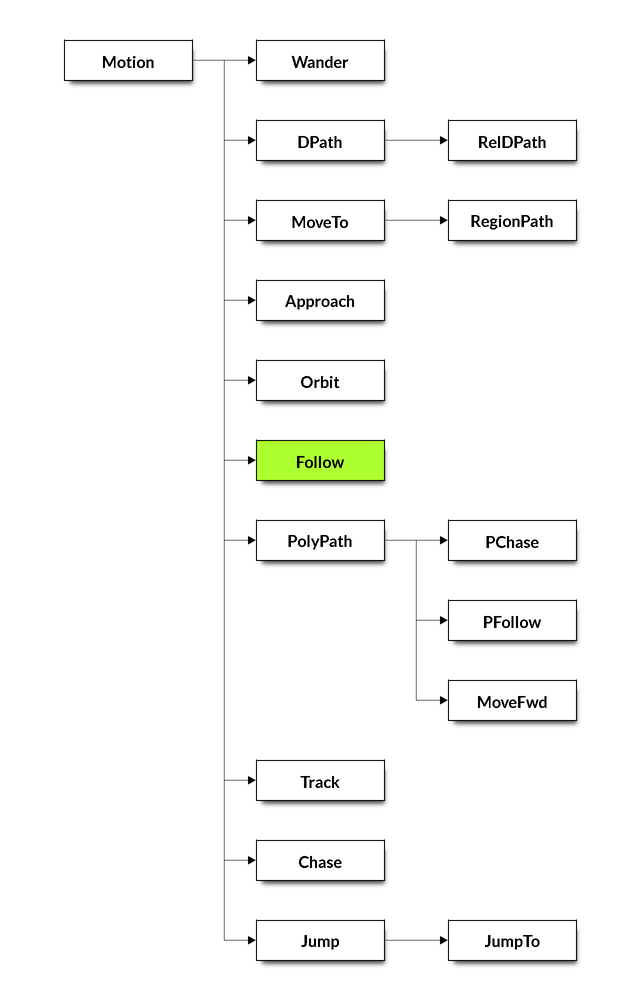 Motion
Wander
DPath
RelDPath
MoveTo
RegionPath
Approach
Orbit
Follow
PolyPath
PChase
PFollow
MoveFwd
Track
Chase
Jump
JumpTo